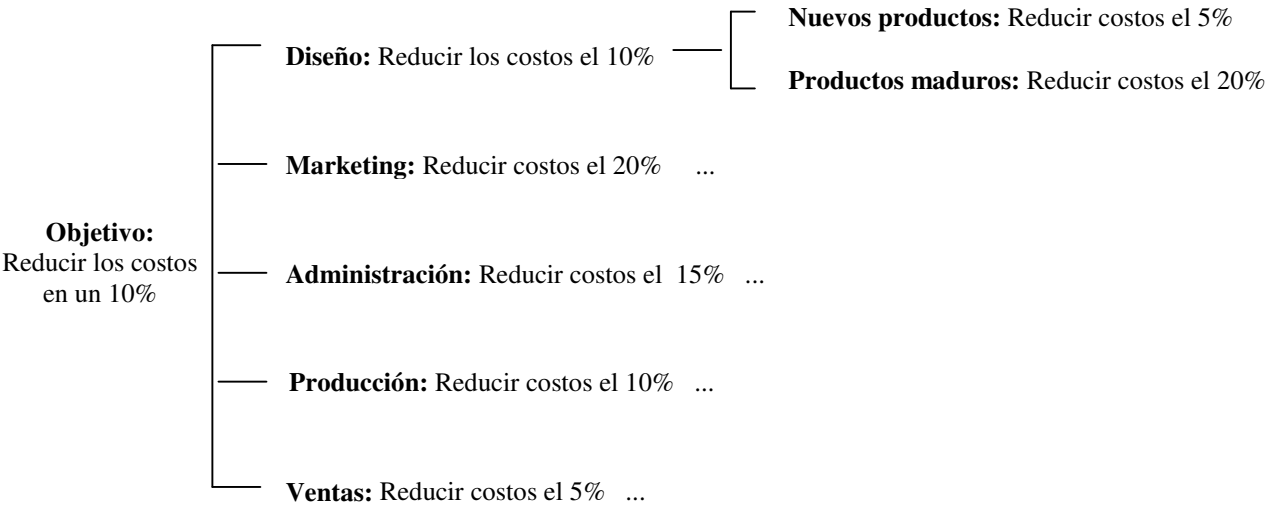 Nuevos productos: Reducir costos el 5%
Diseño: Reducir los costos el 10%
Productos maduros: Reducir costos el 20%
Marketing: Reducir costos el 20% ...
Objetivo:
Reducir los costos
en un 10%
Administración: Reducir costos el 15% ...
Producción: Reducir costos el 10% ...
Ventas: Reducir costos el 5% ...